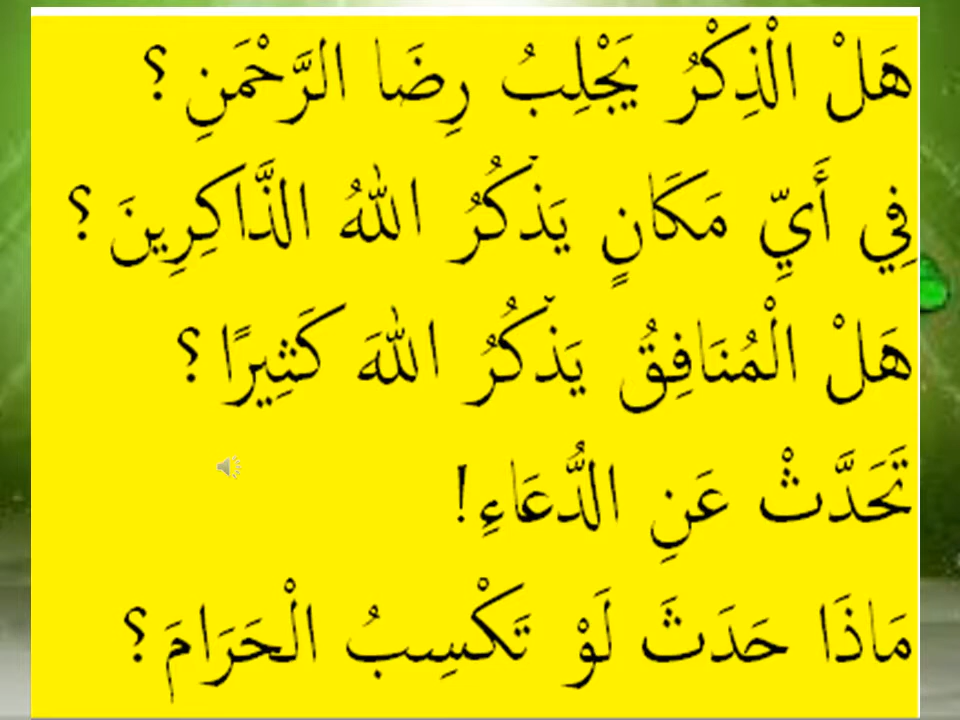 هَلْ الْذِكْرُ يَجْلِبُ رِضَا الرَّحْمَنِ ؟
فِي أَيِّ مَكَانٍ يَذْكُرُ اللهُ الذَّاكِرِينَ ؟
هَلْ الْمُنَافِقُ يَذْكُرُ اللهَ كَثِيرًا ؟
تَحَدَّثْ عَنِ الدُّعَاءِ!
مَاذَا حَدَثَ لَوْ تَكْسِبُ الْحَرَامَ ؟